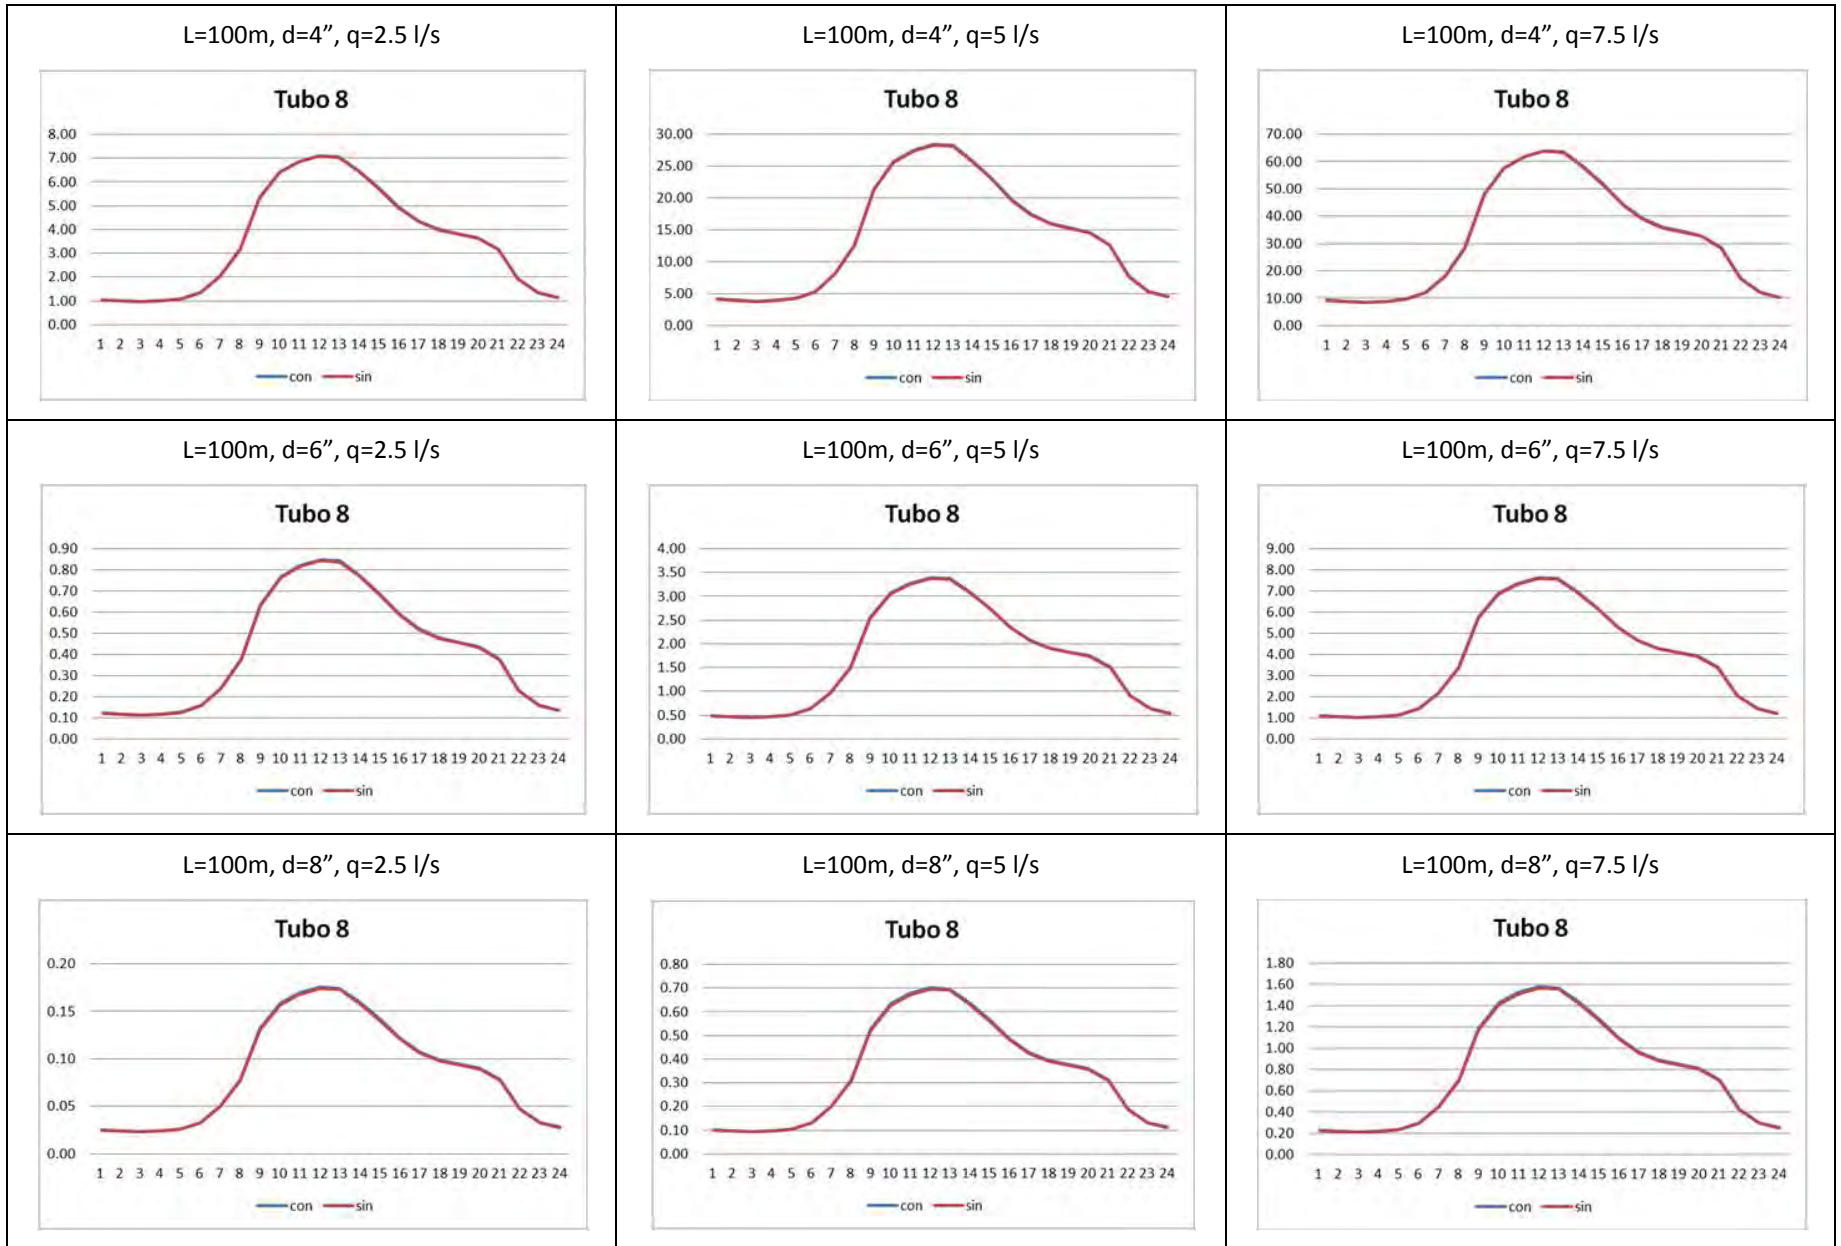 L=100m, d=4”, q=2.5 l/s
Tubo 8
8.00
7.00
6.00
5.00
4.00
3.00
2.00
1.00
0.00
1 2 3 4 5 6 7 8 9 10 11 12 13 14 15 16 17 18 19 20 21 22 23 24
con sin
L=100m, d=4”, q=5 l/s
Tubo 8
30.00
25.00
20.00
15.00
10.00
5.00
0.00
1 2 3 4 5 6 7 8 9 10 11 12 13 14 15 16 17 18 19 20 21 22 23 24
con sin
L=100m, d=4”, q=7.5 l/s
Tubo 8
70.00
60.00
50.00
40.00
30.00
20.00
10.00
0.00
1 2 3 4 5 6 7 8 9 10 11 12 13 14 15 16 17 18 19 20 21 22 23 24
con sin
L=100m, d=6”, q=2.5 l/s
Tubo 8
0.90
0.80
0.70
0.60
0.50
0.40
0.30
0.20
0.10
0.00
1 2 3 4 5 6 7 8 9 10 11 12 13 14 15 16 17 18 19 20 21 22 23 24
con sin
L=100m, d=6”, q=5 l/s
Tubo 8
4.00
3.50
3.00
2.50
2.00
1.50
1.00
0.50
0.00
1 2 3 4 5 6 7 8 9 10 11 12 13 14 15 16 17 18 19 20 21 22 23 24
con sin
L=100m, d=6”, q=7.5 l/s
Tubo 8
9.00
8.00
7.00
6.00
5.00
4.00
3.00
2.00
1.00
0.00
1 2 3 4 5 6 7 8 9 10 11 12 13 14 15 16 17 18 19 20 21 22 23 24
con sin
L=100m, d=8”, q=2.5 l/s
Tubo 8
0.20
0.15
0.10
0.05
0.00
1 2 3 4 5 6 7 8 9 10 11 12 13 14 15 16 17 18 19 20 21 22 23 24
con sin
L=100m, d=8”, q=5 l/s
Tubo 8
0.80
0.70
0.60
0.50
0.40
0.30
0.20
0.10
0.00
1 2 3 4 5 6 7 8 9 10 11 12 13 14 15 16 17 18 19 20 21 22 23 24
con sin
L=100m, d=8”, q=7.5 l/s
Tubo 8
1.80
1.60
1.40
1.20
1.00
0.80
0.60
0.40
0.20
0.00
1 2 3 4 5 6 7 8 9 10 11 12 13 14 15 16 17 18 19 20 21 22 23 24
con sin